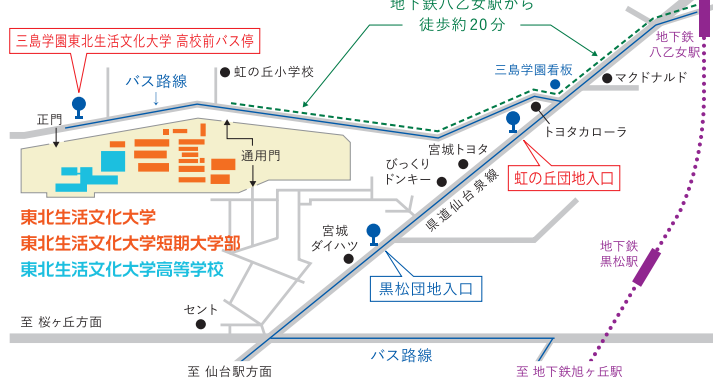 地下鉄八乙女駅から
徒歩約20分
地下鉄
八乙女駅
三島学園東北生活文化大学 高校前バス停
バス路線
虹の丘小学校
三島学園看板
マクドナルド
正門
トヨタカローラ
通用門
宮城トヨタ
びっくり
ドンキー
虹の丘団地入口
県道仙台泉線
東北生活文化大学
東北生活文化大学短期大学部
東北生活文化大学高等学校
宮城
ダイハツ
地下鉄
黒松駅
黒松団地入口
セント
至 桜ヶ丘方面
バス路線
至 仙台駅方面
至 地下鉄旭ヶ丘駅